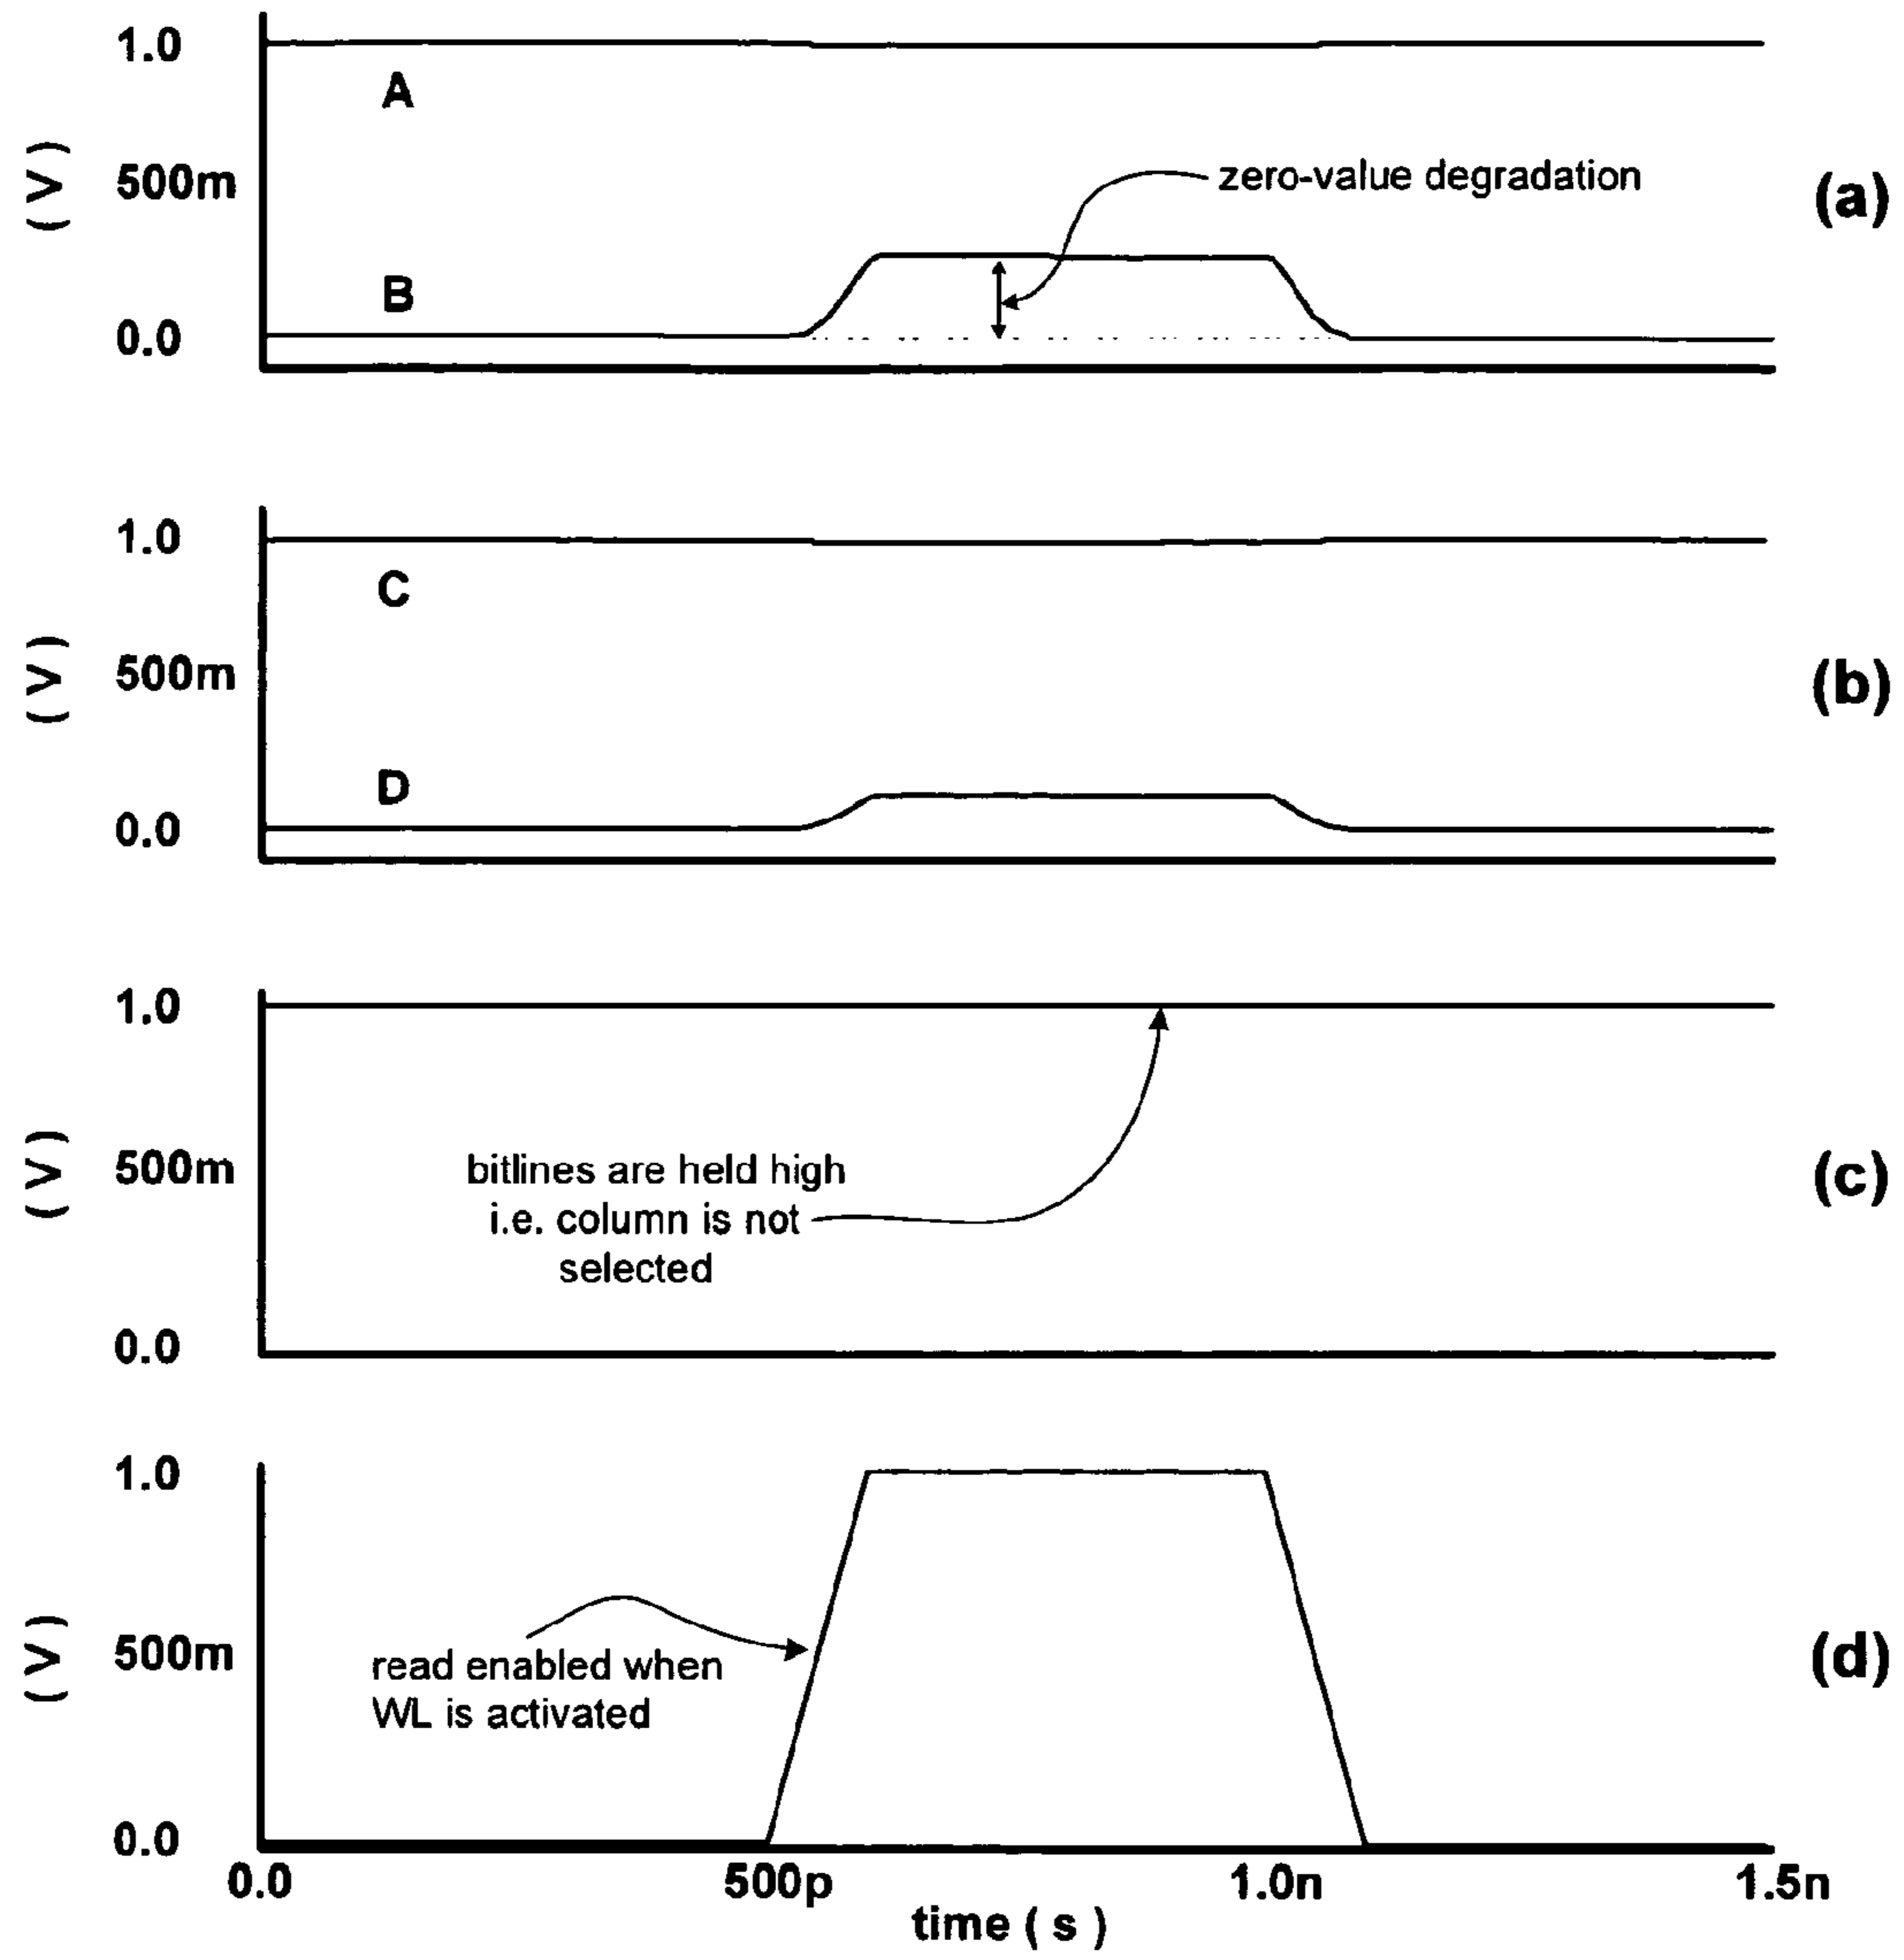 1.0
A
( V )
500m
zero-value degradation
(a)
B
0.0
1.0
C
( V )
500m
(b)
D
0.0
1.0
( V )
500m
bitlines are held high
i.e. column is not
selected
(c)
0.0
1.0
( V )
500m
read enabled when
WL is activated
(d)
0.0
0.0
500p
1.0n
1.5n
time ( s )